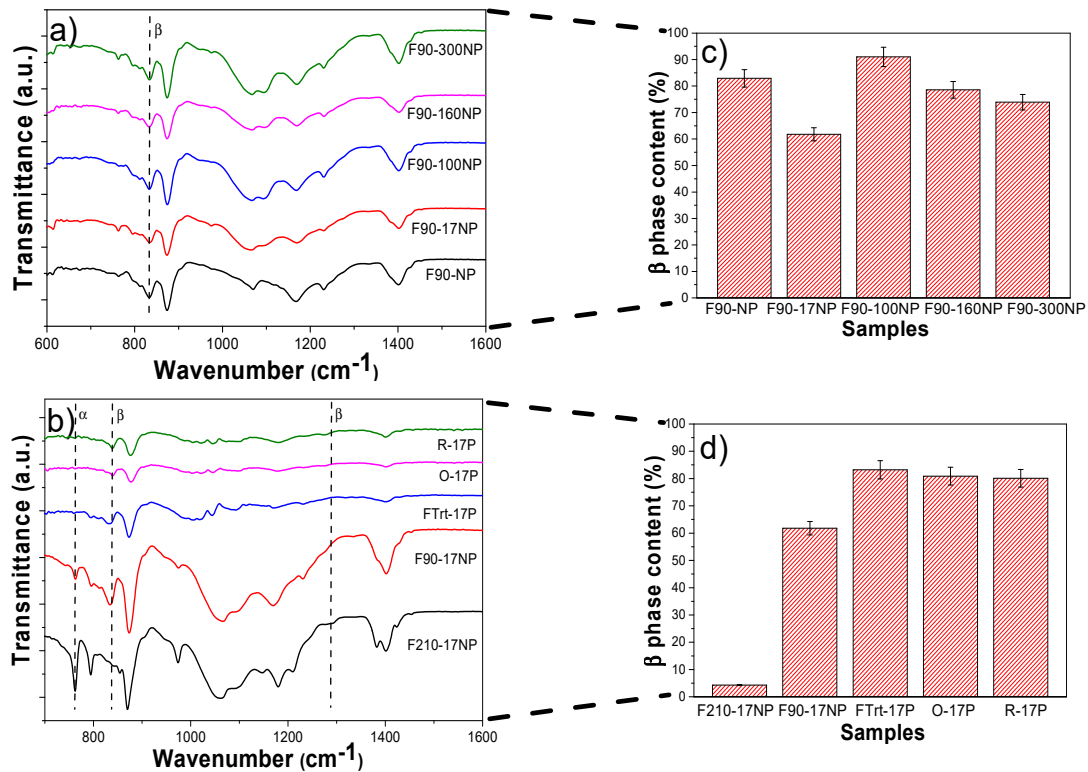 a)
β
F90-300NP
F90-160NP
F90-100NP
F90-17NP
F90-NP
Transmittance (a.u.)
600 800 1000 1200 1400 1600
Wavenumber (cm-1)
c)
β phase content (%)
100
90
80
70
60
50
40
30
20
10
0
F90-NP F90-17NP F90-100NP F90-160NP F90-300NP
Samples
b)
α β β
R-17P
O-17P
FTrt-17P
F90-17NP
F210-17NP
Transmittance (a.u.)
800 1000 1200 1400 1600
Wavenumber (cm-1)
d)
β phase content (%)
100
90
80
70
60
50
40
30
20
10
0
F210-17NP F90-17NP FTrt-17P O-17P R-17P
Samples